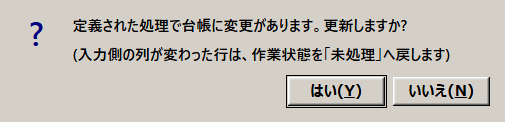 定義された処理で台帳に変更があります。更新しますか?
?
(入力側の列が変わった行は、作業状態を「未処理」へ戻します)
はい(Y) いいえ(N)